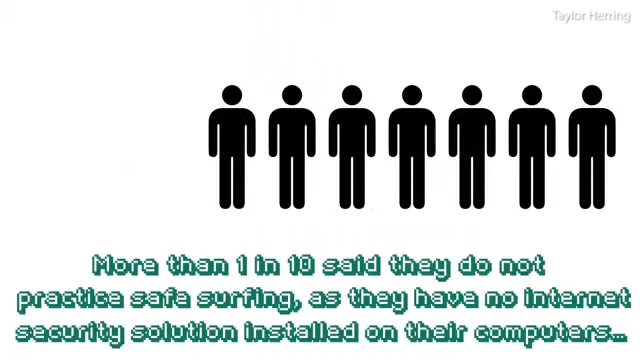 Taylor Herring
More than 1 in 10 said they do not
practice safe surfing, as they have no internet
security solution installed on their computers...